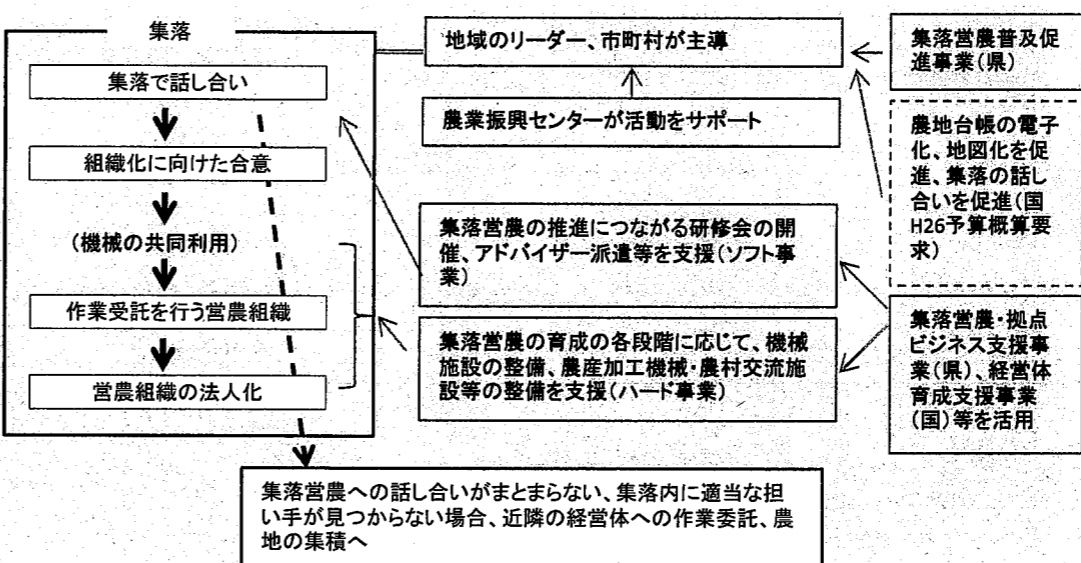 集落
集落で話し合い
組織化に向けた合意
(機械の共同利用)
作業受託を行う営農組織
営農組織の法人化
地域のリーダー、市町村が主導
農業振興センターが活動をサポート
集落営農の推進につながる研修会の開
催、アドバイザー派遣等を支援(ソフト事
業)
集落営農の育成の各段階に応じて、機械
施設の整備、農産加工機械・農村交流施
設等の整備を支援(ハード事業)
集落営農普及促
進事業(県)
農地台帳の電子
化、地図化を促
進、集落の話し
合いを促進(国
H26予算概算要
求)
集落営農・拠点
ビジネス支援事
業(県)、経営体
育成支援事業
(国)等を活用
集落営農への話し合いがまとまらない、集落内に適当な担
い手が見つからない場合、近隣の経営体への作業委託、農
地の集積へ